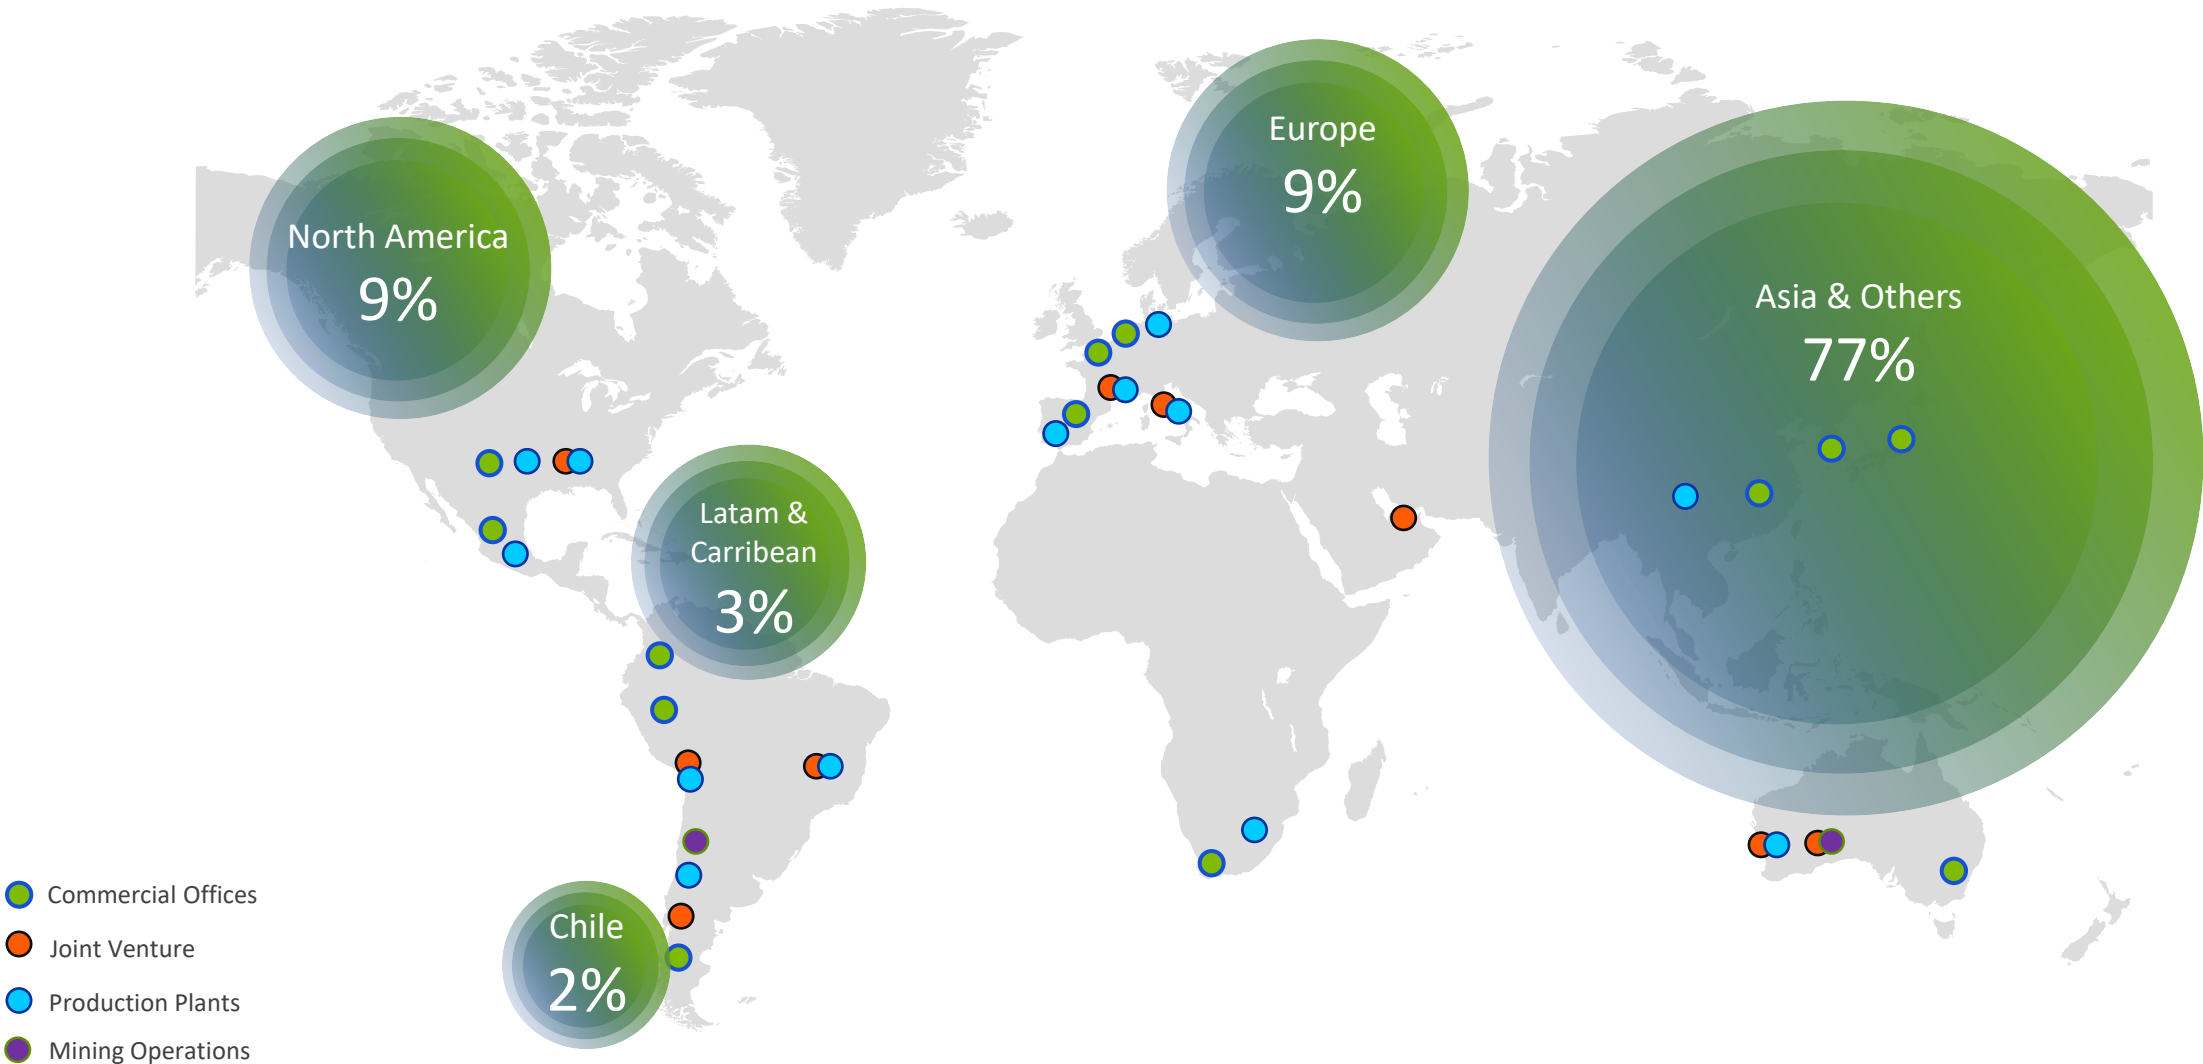 North America
9%
Europe
9%
Asia & Others
77%
Latam &
Carribean
3%
Chile
2%
Commercial Offices
Joint Venture
Production Plants
Mining Operations